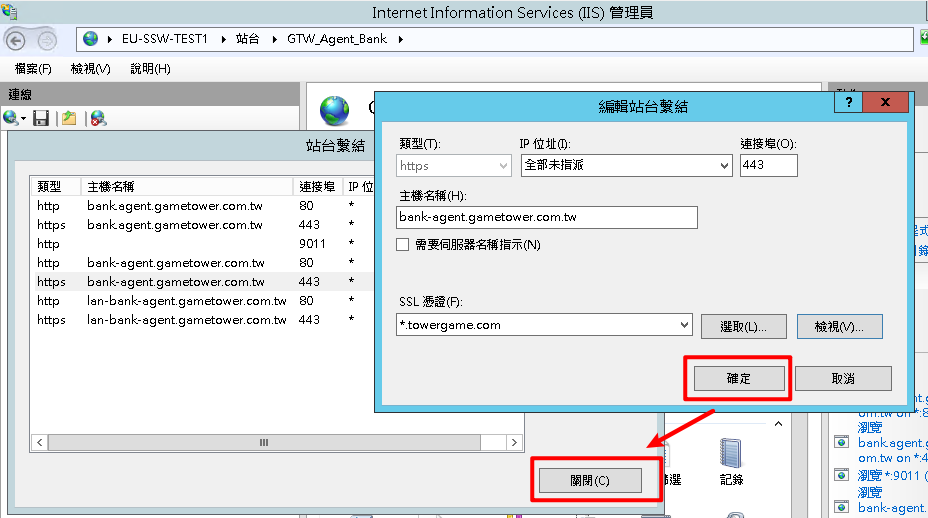 Internet Information Services (IIS) 管理員
EU-SSW-TEST1 站台 GTW_Agent_Bank
檔案(F) 檢視(V) 說明(H)
連線
站台繫結
類型 主機名稱 連接埠 IP 位
http bank.agent.gametower.com.tw 80 *
https bank.agent.gametower.com.tw 443 *
http 9011 *
http bank-agent.gametower.com.tw 80 *
https bank-agent.gametower.com.tw 443 *
http lan-bank-agent.gametower.com.tw 80 *
https lan-bank-agent.gametower.com.tw 443 *
關閉(C)
編輯站台繫結
? x
類型(T): IP 位址(I): 連接埠(O):
https 全部未指派 443
主機名稱(H):
bank-agent.gametower.com.tw
需要伺服器名稱指示(N)
SSL 憑證(F):
*.towergame.com 選取(L)... 檢視(V)...
確定 取消
篩選 記錄
om.tw on *:8
瀏覽
bank.agent.g
om.tw on *:4
瀏覽 *:9011 (
瀏覽
bank-agent.